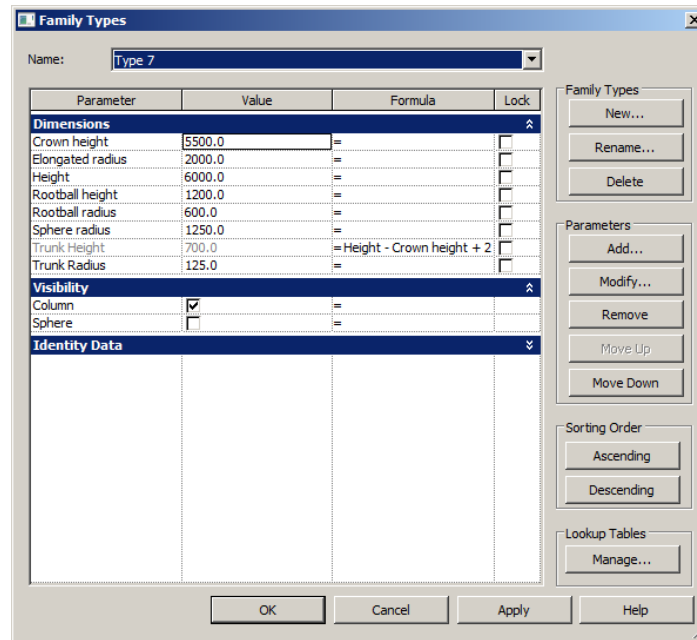 Family Types
Name: Type 7
Parameter Value Formula Lock
Dimensions
Crown height 5500.0 =
Elongated radius 2000.0 =
Height 6000.0 =
Rootball height 1200.0 =
Rootball radius 600.0 =
Sphere radius 1250.0 =
Trunk Height 700.0 =Height - Crown height + 2
Trunk Radius 125.0 =
Visibility
Column =
Sphere =
Identity Data
Family Types
New...
Rename...
Delete
Parameters
Add...
Modify...
Remove
Move Up
Move Down
Sorting Order
Ascending
Descending
Lookup Tables
Manage...
OK Cancel Apply Help